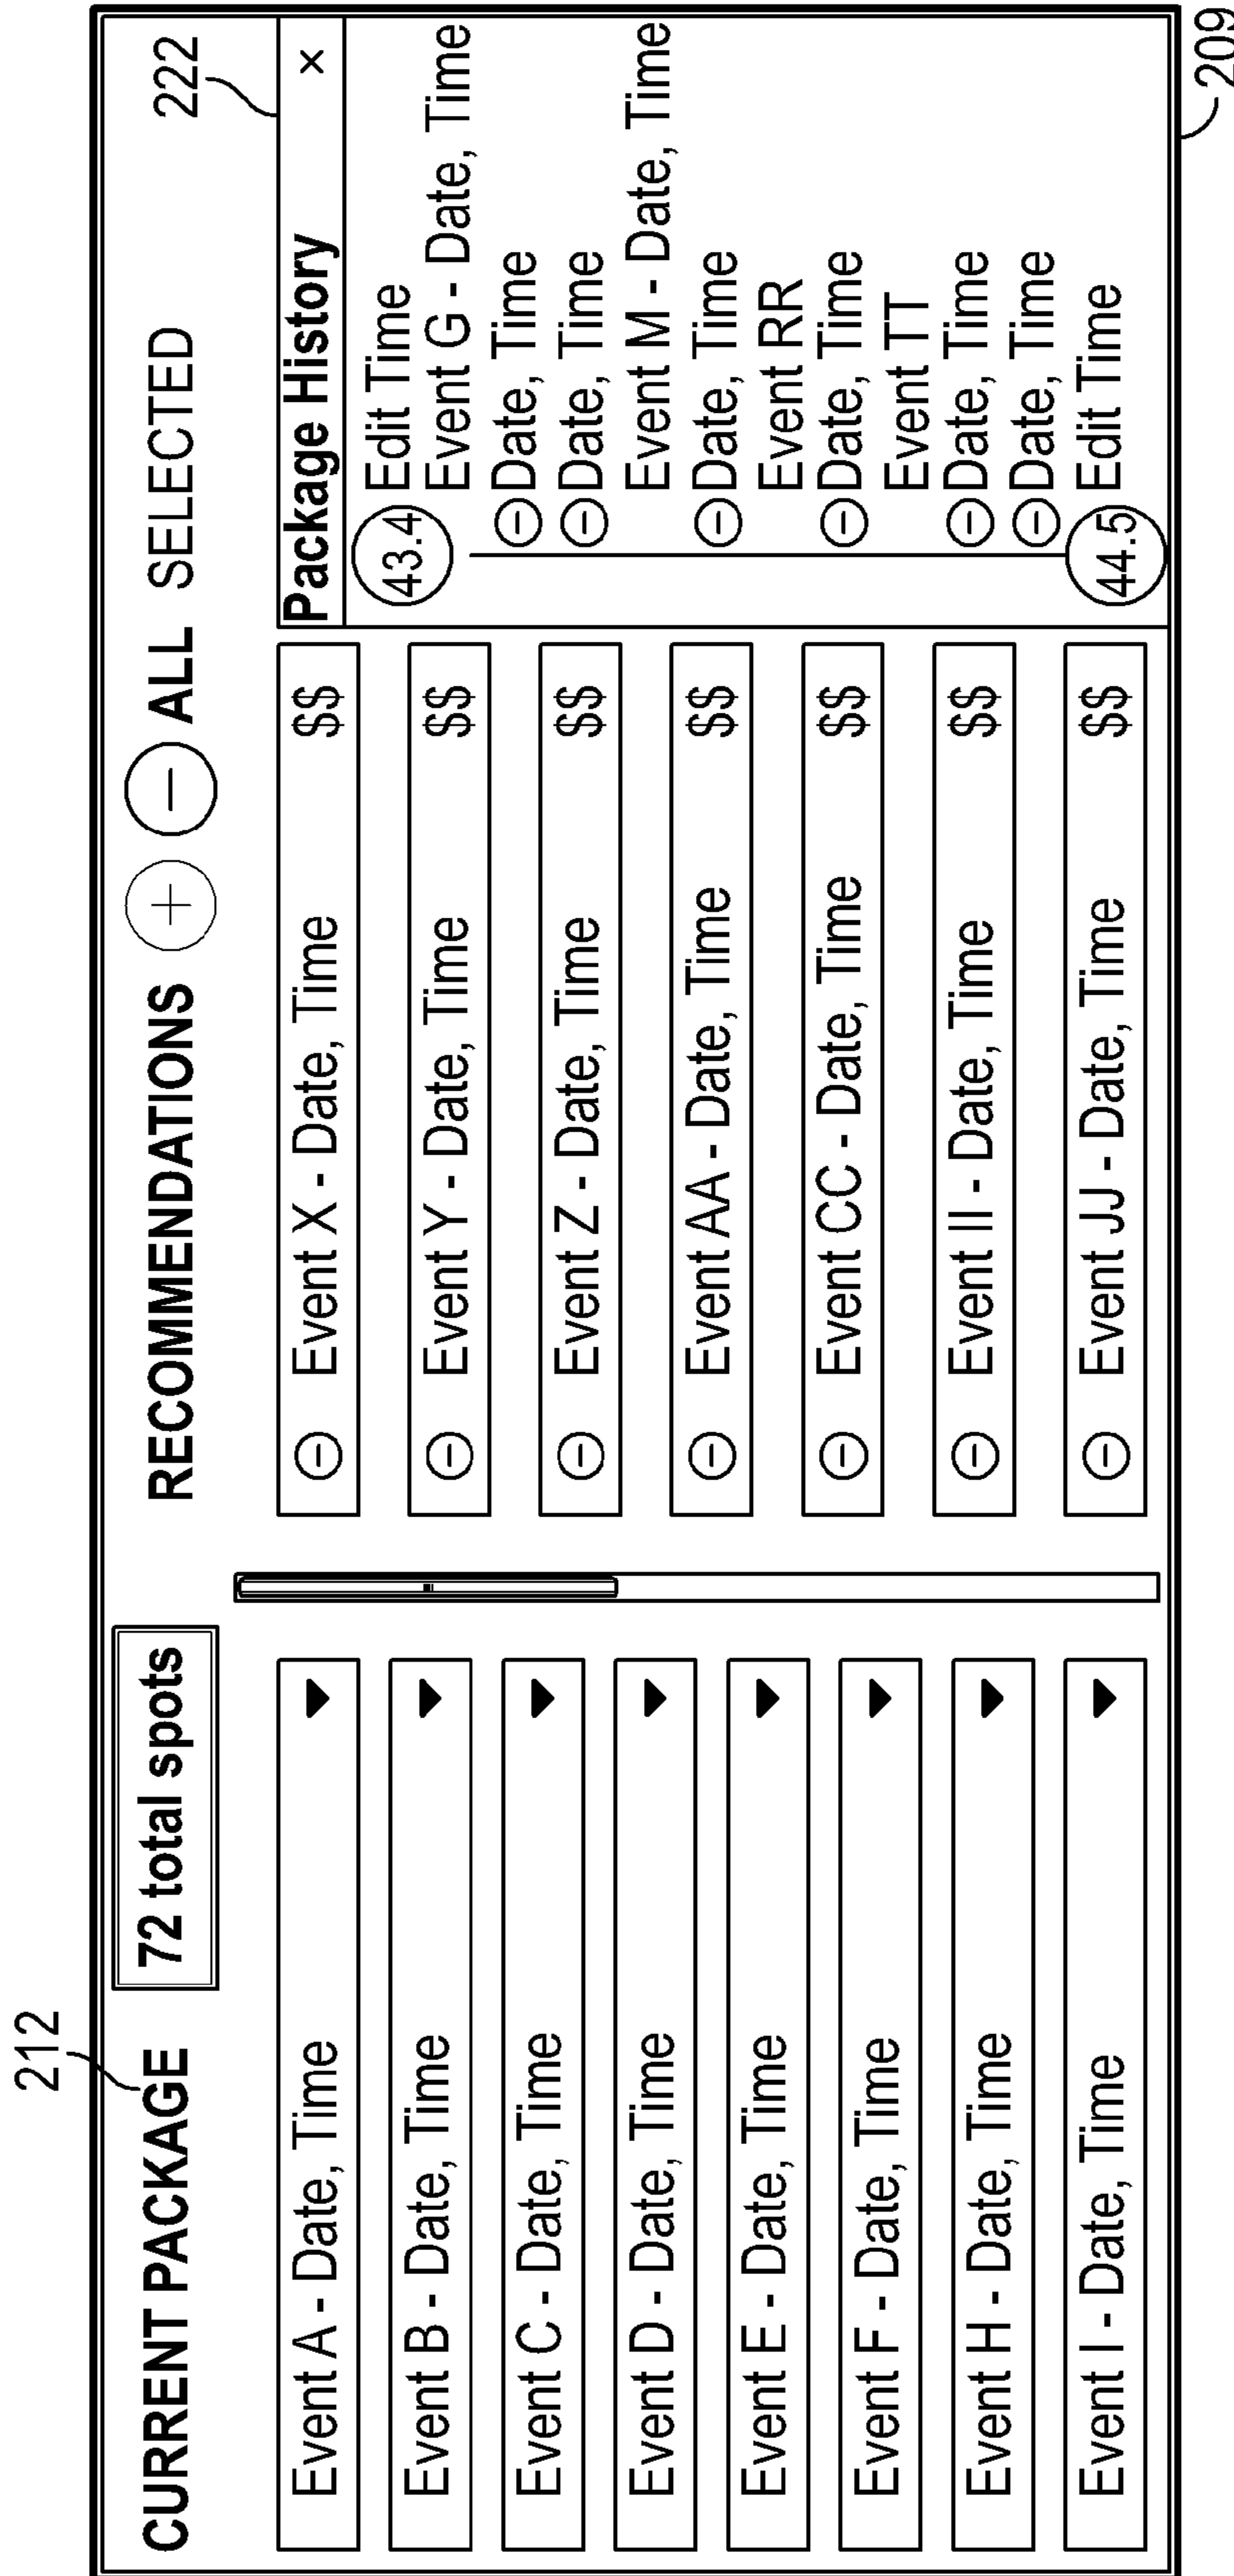 212
222
CURRENT PACKAGE
72 total spots
RECOMMENDATIONS + - ALL SELECTED
Event A - Date, Time
Event B - Date, Time
Event C - Date, Time
Event D - Date, Time
Event E - Date, Time
Event F - Date, Time
Event H - Date, Time
Event I - Date, Time
- Event X - Date, Time $$
- Event Y - Date, Time $$
- Event Z - Date, Time $$
- Event AA - Date, Time $$
- Event CC - Date, Time $$
- Event II - Date, Time $$
- Event JJ - Date, Time $$
Package History ×
43.4 Edit Time
Event G - Date, Time
- Date, Time
- Date, Time
Event M - Date, Time
- Date, Time
Event RR
- Date, Time
Event TT
- Date, Time
- Date, Time
44.5 Edit Time
209